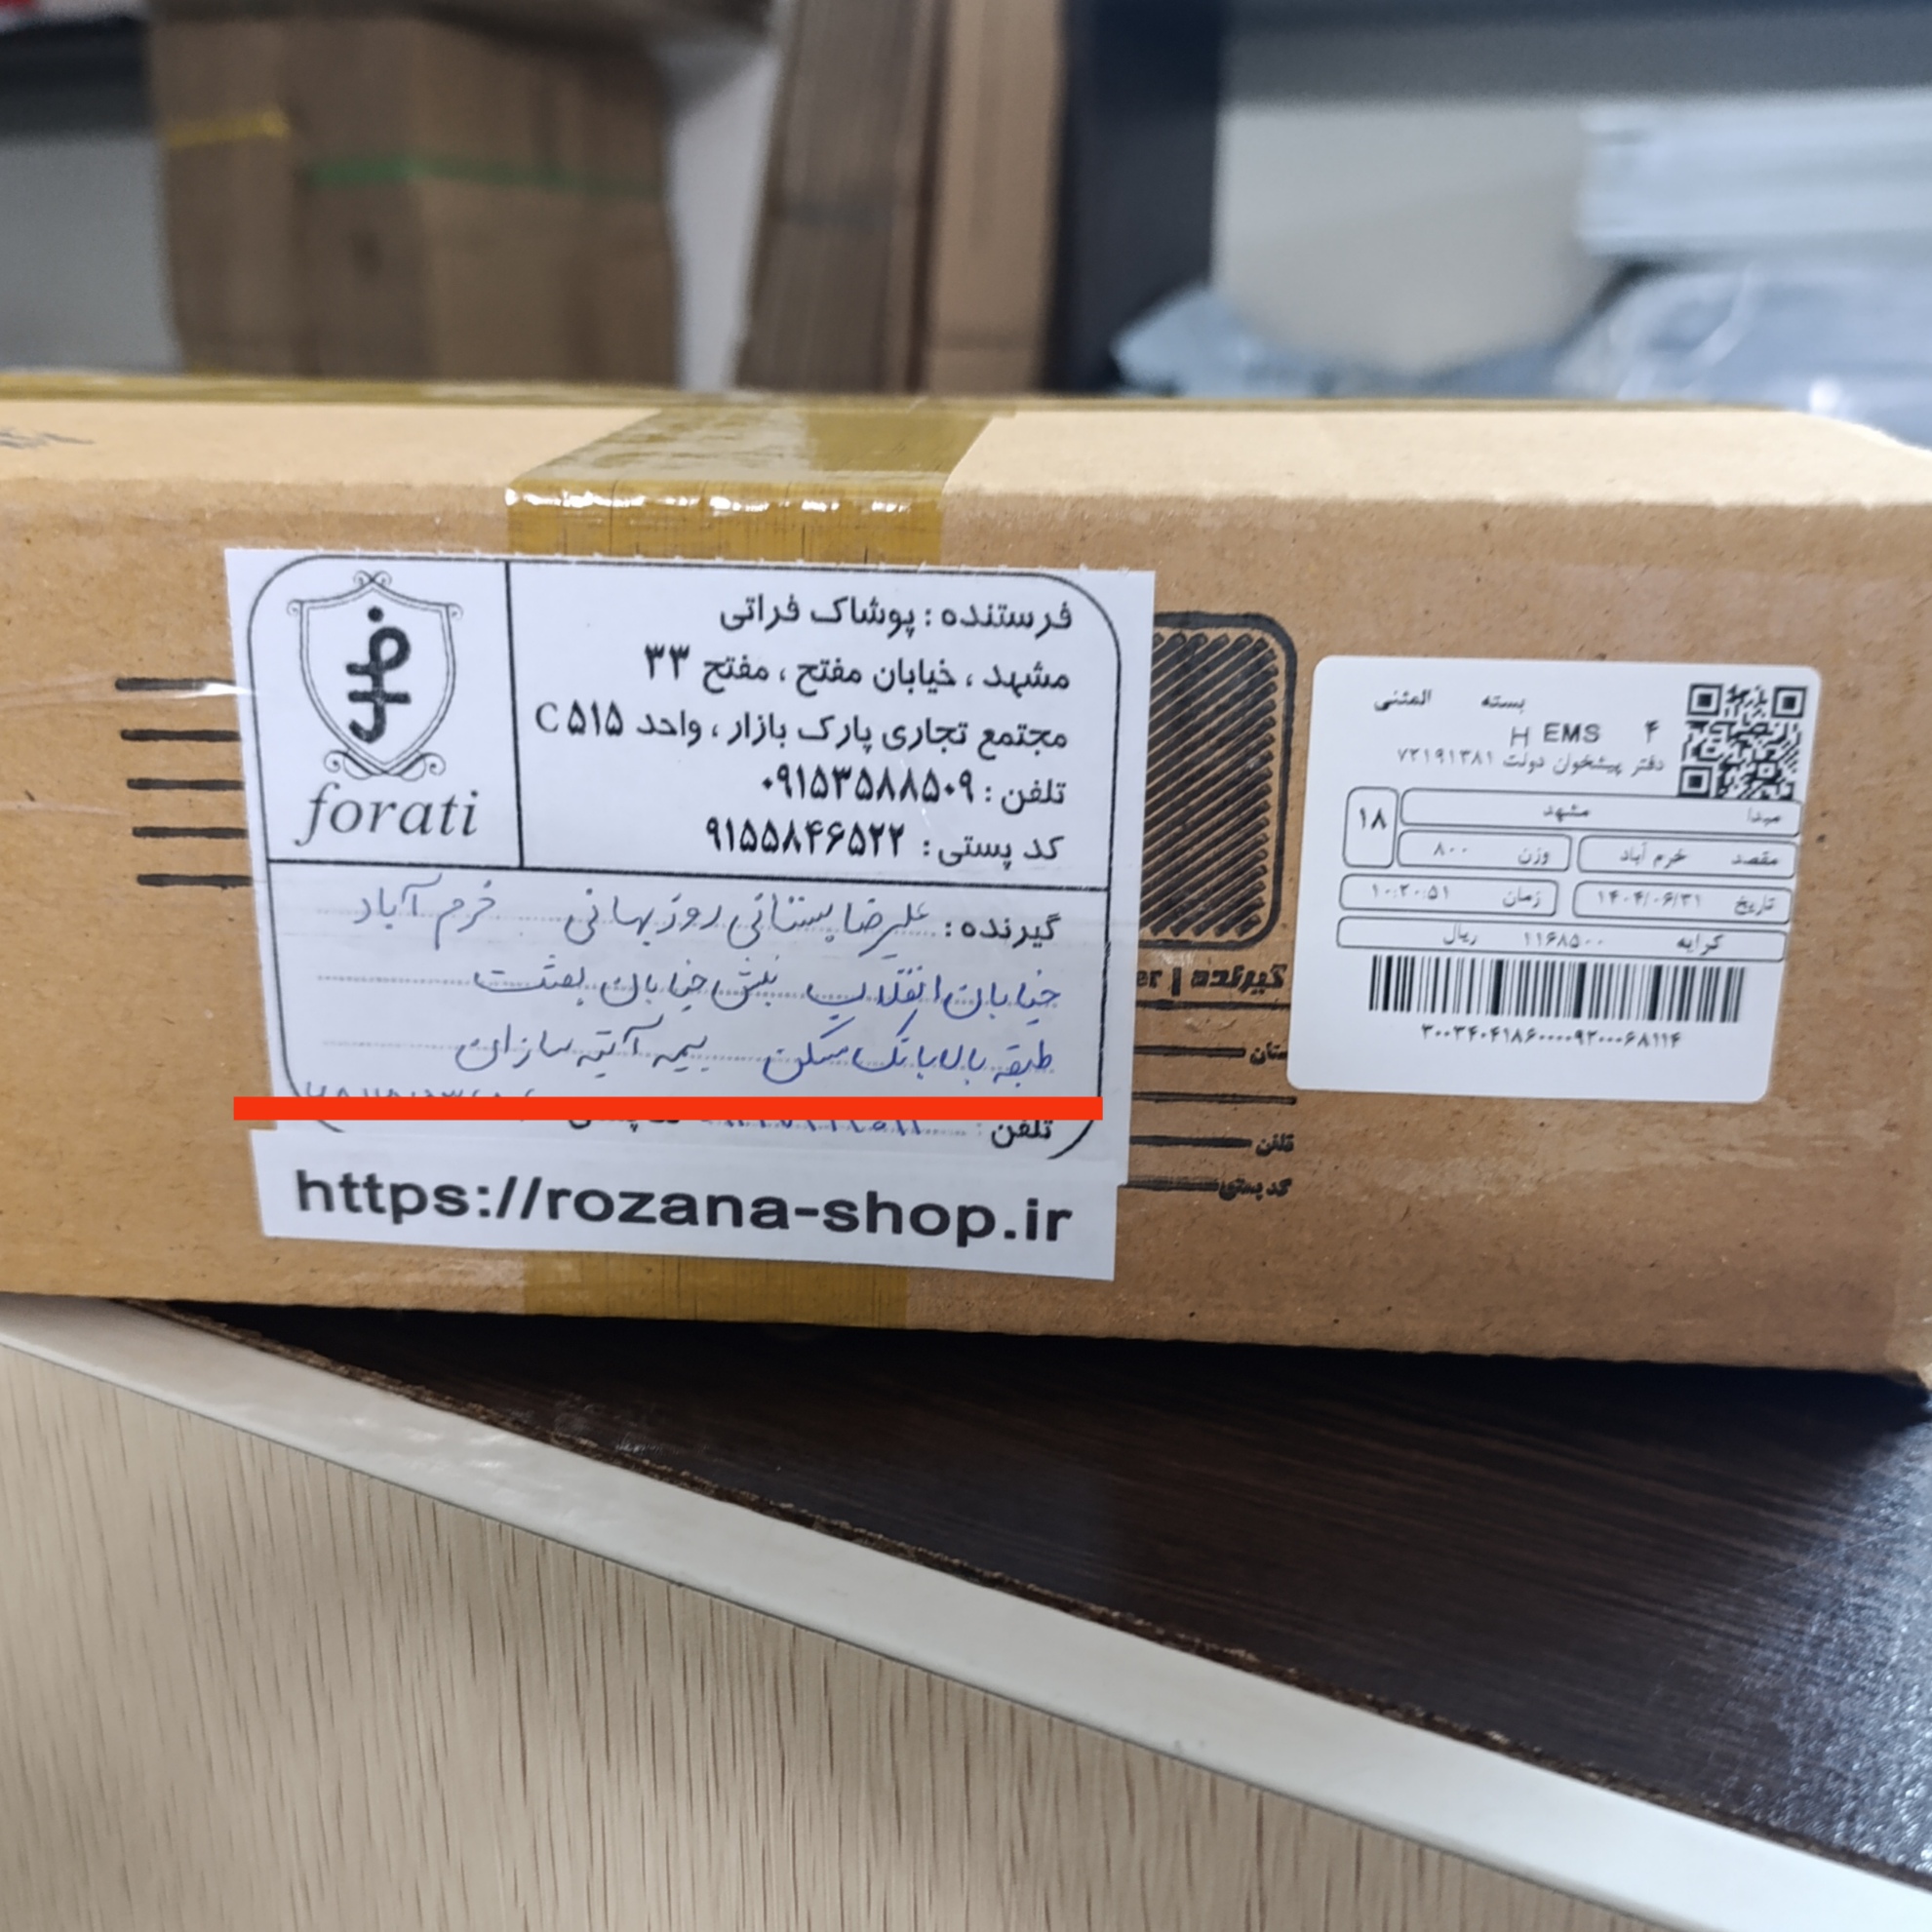 فرستنده : پوشاک فراتی
مشهد ، خیابان مفتح ، مفتح ۳۳
مجتمع تجاری پارک بازار ، واحد C ۵۱۵
تلفن : ۰۹۱۵۳۵۸۸۵۰۹
کد پستی : ۹۱۵۵۸۴۶۵۲۲
forati
گیرنده : علیرضا بستانی روزبهانی خرم آباد
خیابان انقلاب نبش خیابان بعثت
طبقه بالا بانک مسکن بیمه آتیه سازان
تلفن :
https://rozana-shop.ir
گیرنده
تلفن
کد پستی
بسته المثنی
۴ EMS H
دفتر پیشخوان دولت ۷۲۱۹۱۳۸۱
مبدا مشهد
۱۸
مقصد خرم آباد
وزن ۸۰۰
تاریخ ۱۴۰۴/۰۶/۳۱
زمان ۱۰:۲۰:۵۱
کرایه ۱۱۶۸۵۰۰ ریال
۳۰۰۳۴۰۴۱۸۶۰۰۰۰۹۲۰۰۰۶۸۱۱۴